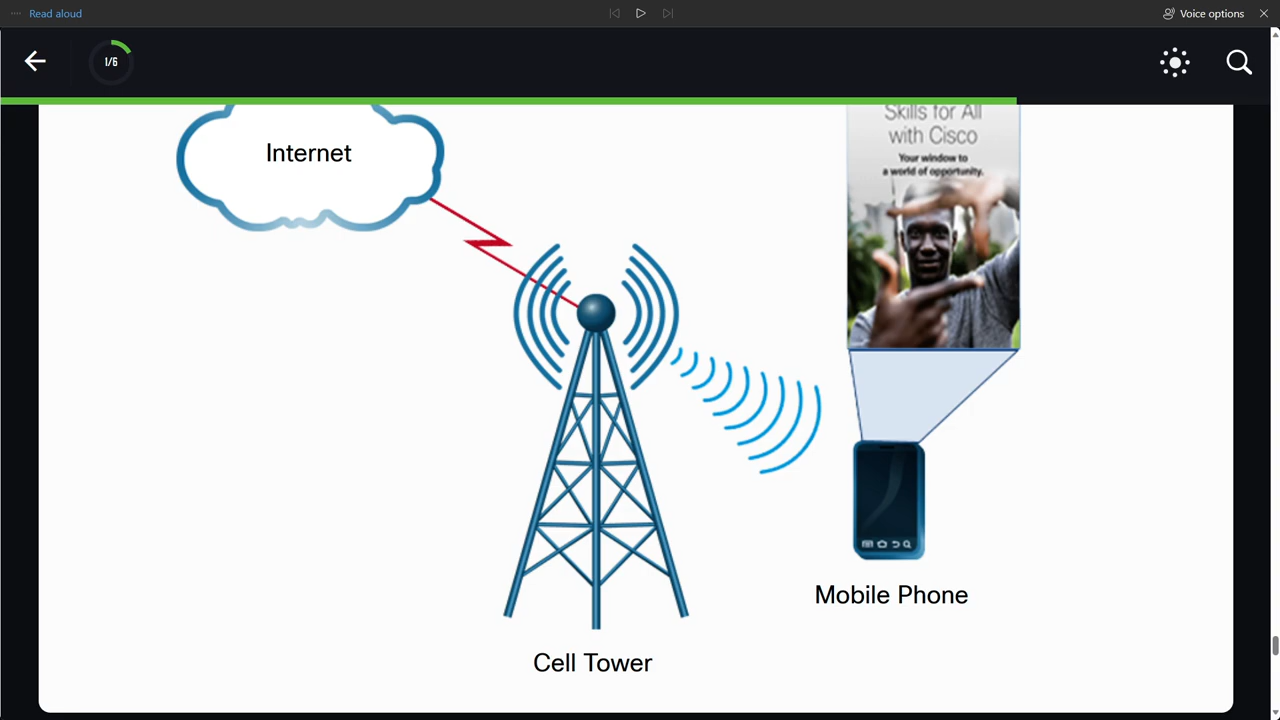 Read aloud
Voice options
1/6
Internet
Skills for All
with Cisco
Your window to
a world of opportunity.
Mobile Phone
Cell Tower